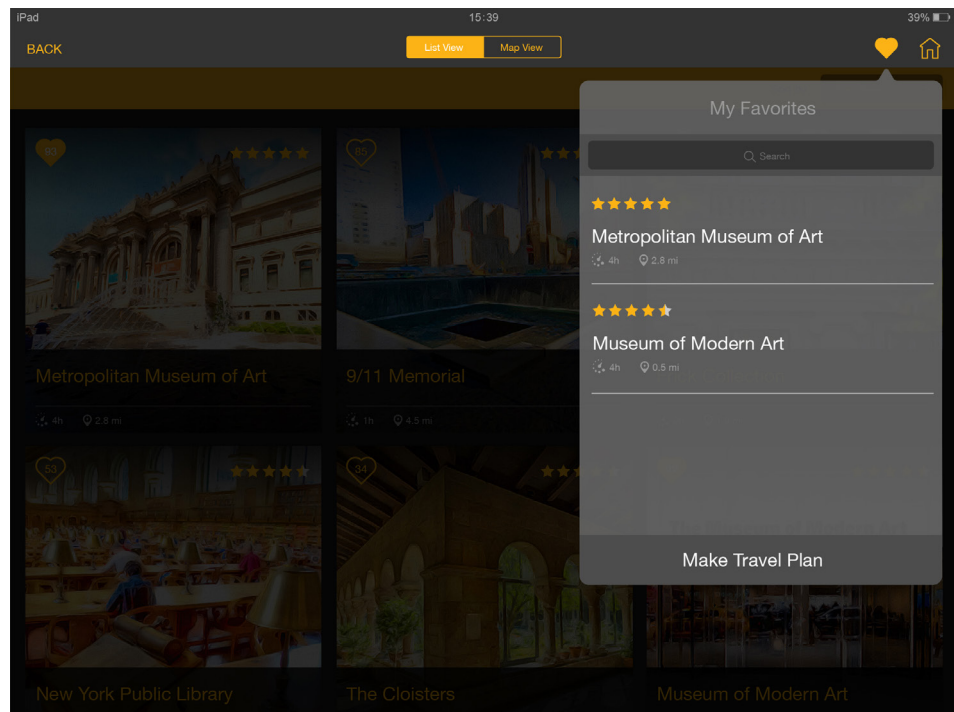 iPad 15:39 39%
BACK List View Map View
My Favorites
Search
Metropolitan Museum of Art
4h 2.8 mi
Museum of Modern Art
4h 0.5 mi
Make Travel Plan
93
Metropolitan Museum of Art
4h 2.8 mi
85
9/11 Memorial
1h 4.5 mi
53
New York Public Library
34
The Cloisters
Museum of Modern Art